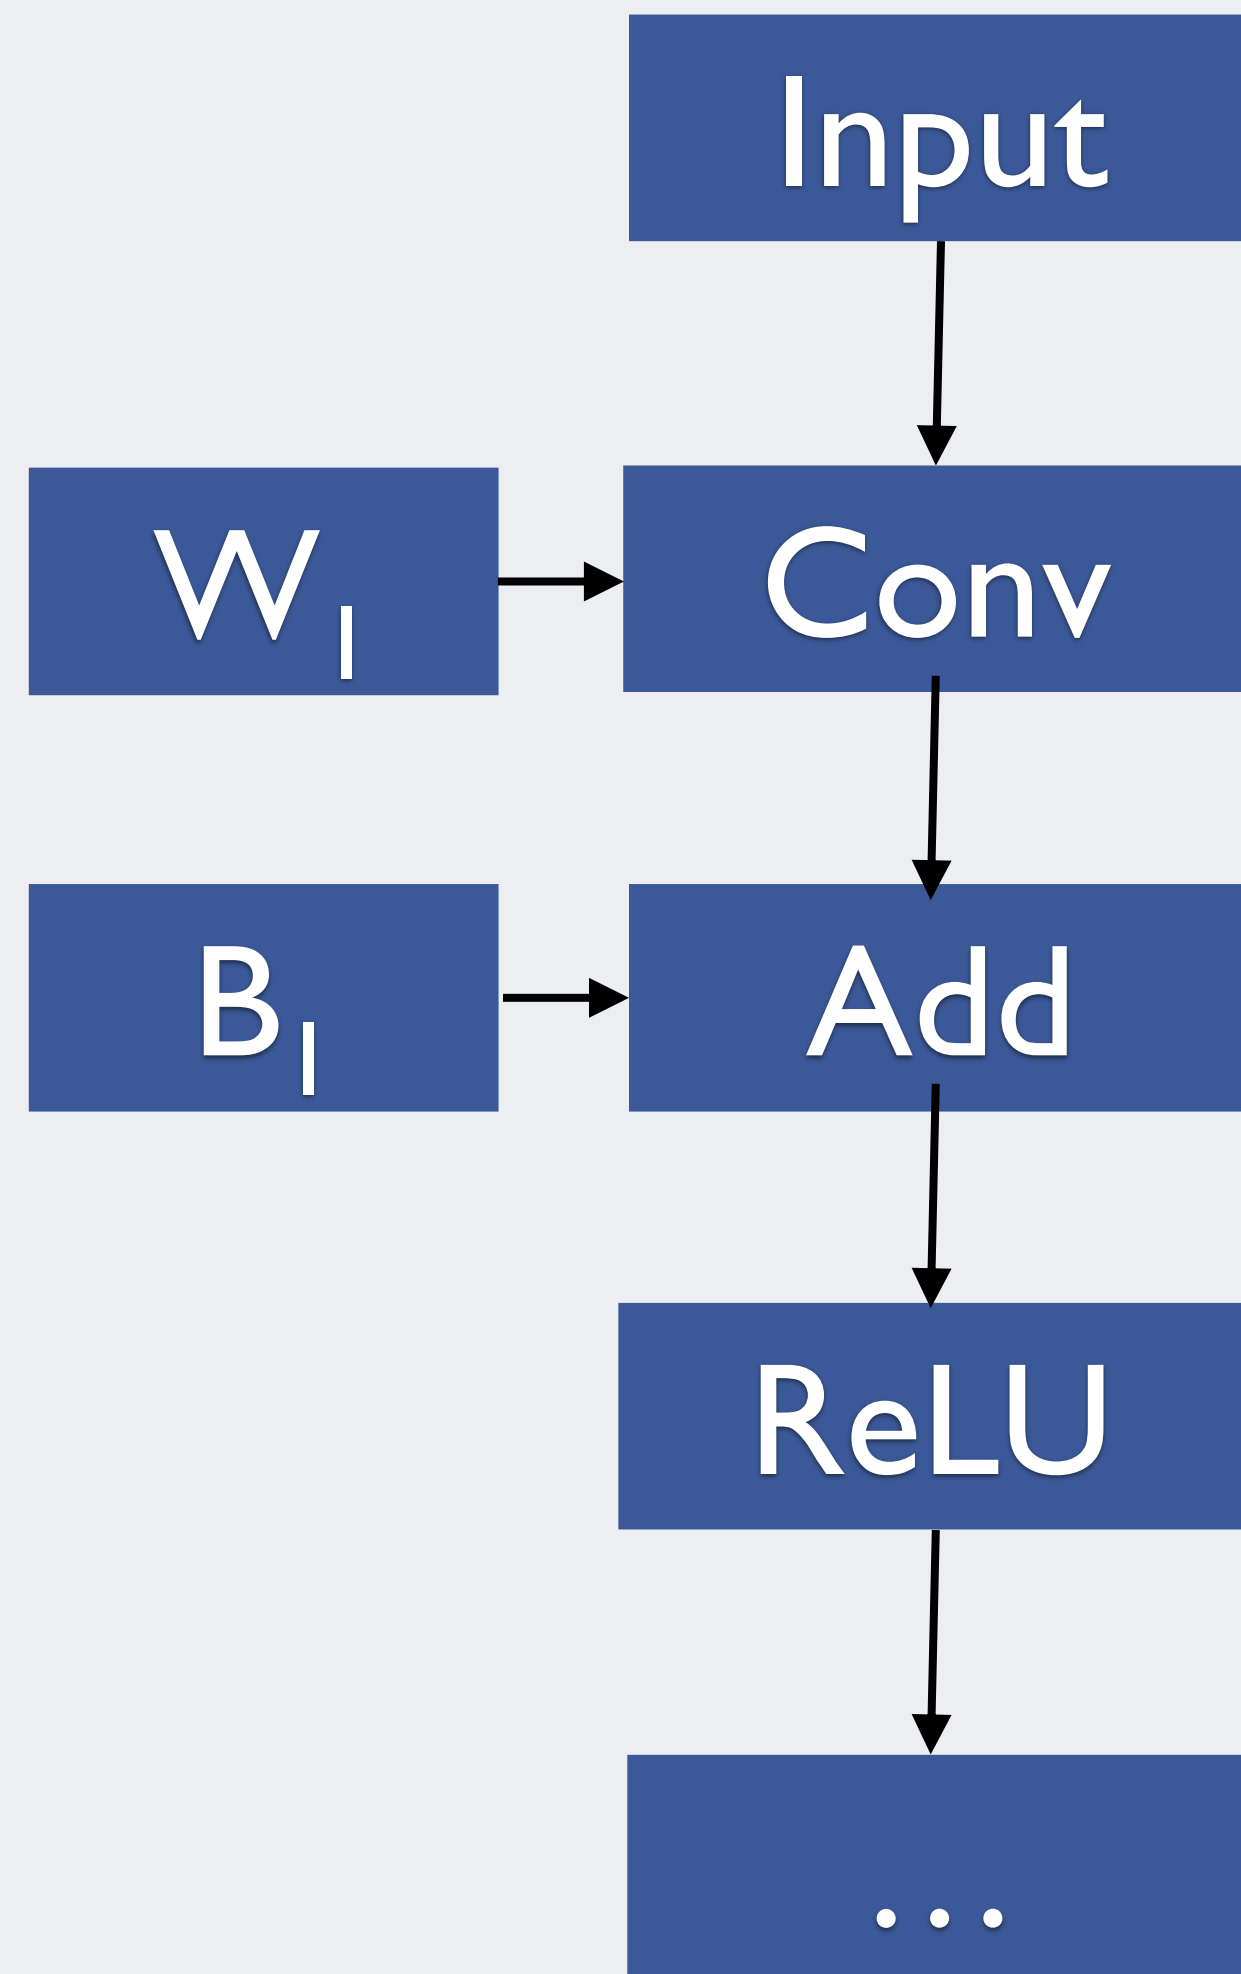 Input
W₁
Conv
B₁
Add
ReLU
...